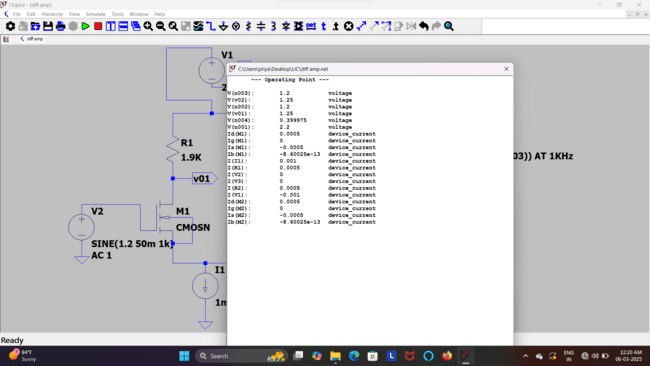 LTspice - [diff amp]
File Edit Hierarchy View Simulate Tools Window Help
diff amp
V1
C:\Users\priya\Desktop\LIC\diff amp.net
--- Operating Point ---
V(n003): 1.2 voltage
V(v02): 1.25 voltage
V(n002): 1.2 voltage
V(v01): 1.25 voltage
V(n004): 0.399975 voltage
V(n001): 2.2 voltage
Id(M1): 0.0005 device_current
Ig(M1): 0 device_current
Is(M1): -0.0005 device_current
Ib(M1): -8.60025e-13 device_current
I(I1): 0.001 device_current
I(R1): 0.0005 device_current
I(V2): 0 device_current
I(V3): 0 device_current
I(R2): 0.0005 device_current
I(V1): -0.001 device_current
Id(M2): 0.0005 device_current
Ig(M2): 0 device_current
Is(M2): -0.0005 device_current
Ib(M2): -8.60025e-13 device_current
R1
1.9K
v01
03)) AT 1KHz
V2
M1
CMOSN
SINE(1.2 50m 1k)
AC 1
I1
1m
Ready
84°F
Sunny
Search
ENG
IN
12:20 AM
06-03-2025